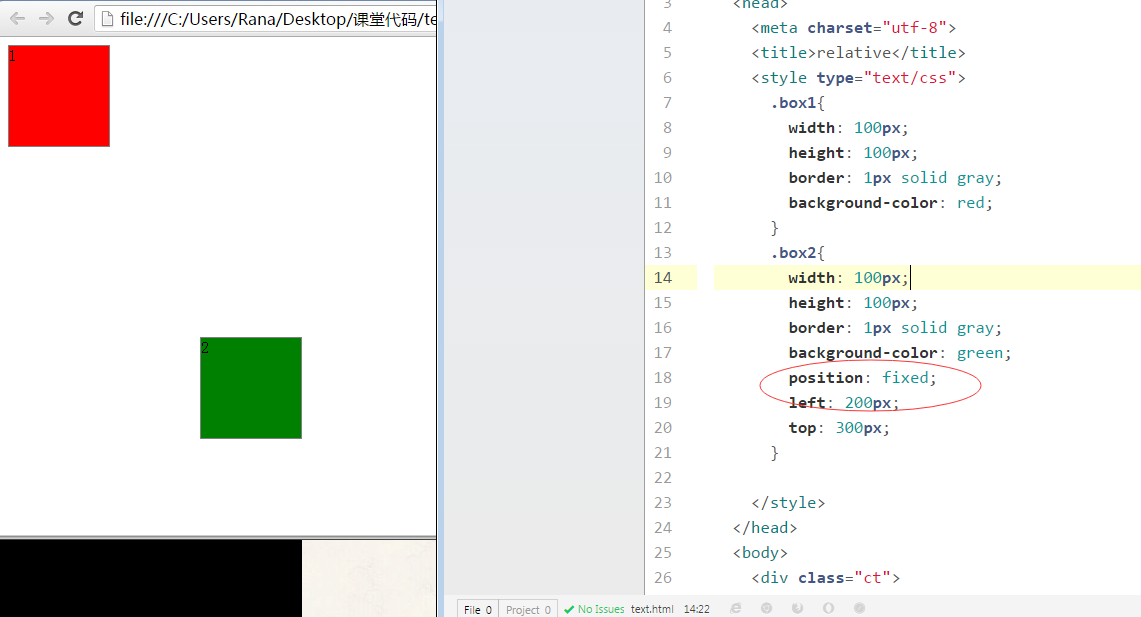 file:///C:/Users/Rana/Desktop/课堂代码/te
1
2
3 <head>
4 <meta charset="utf-8">
5 <title>relative</title>
6 <style type="text/css">
7 .box1{
8 width: 100px;
9 height: 100px;
10 border: 1px solid gray;
11 background-color: red;
12 }
13 .box2{
14 width: 100px;
15 height: 100px;
16 border: 1px solid gray;
17 background-color: green;
18 position: fixed;
19 left: 200px;
20 top: 300px;
21 }
22
23 </style>
24 </head>
25 <body>
26 <div class="ct">
File 0 Project 0 No Issues text.html 14:22